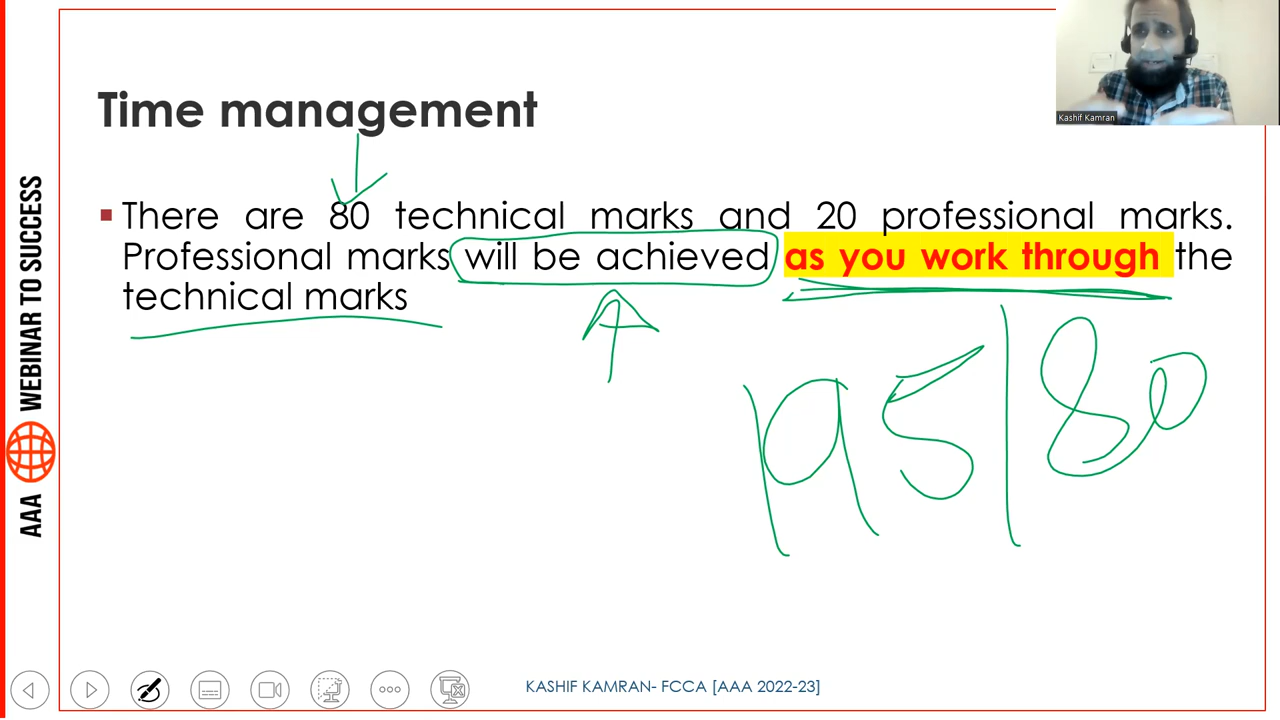 Kashif Kamran
Time management
There are 80 technical marks and 20 professional marks.
Professional marks will be achieved as you work through the
technical marks
195/80
AAA WEBINAR TO SUCCESS
KASHIF KAMRAN- FCCA [AAA 2022-23]